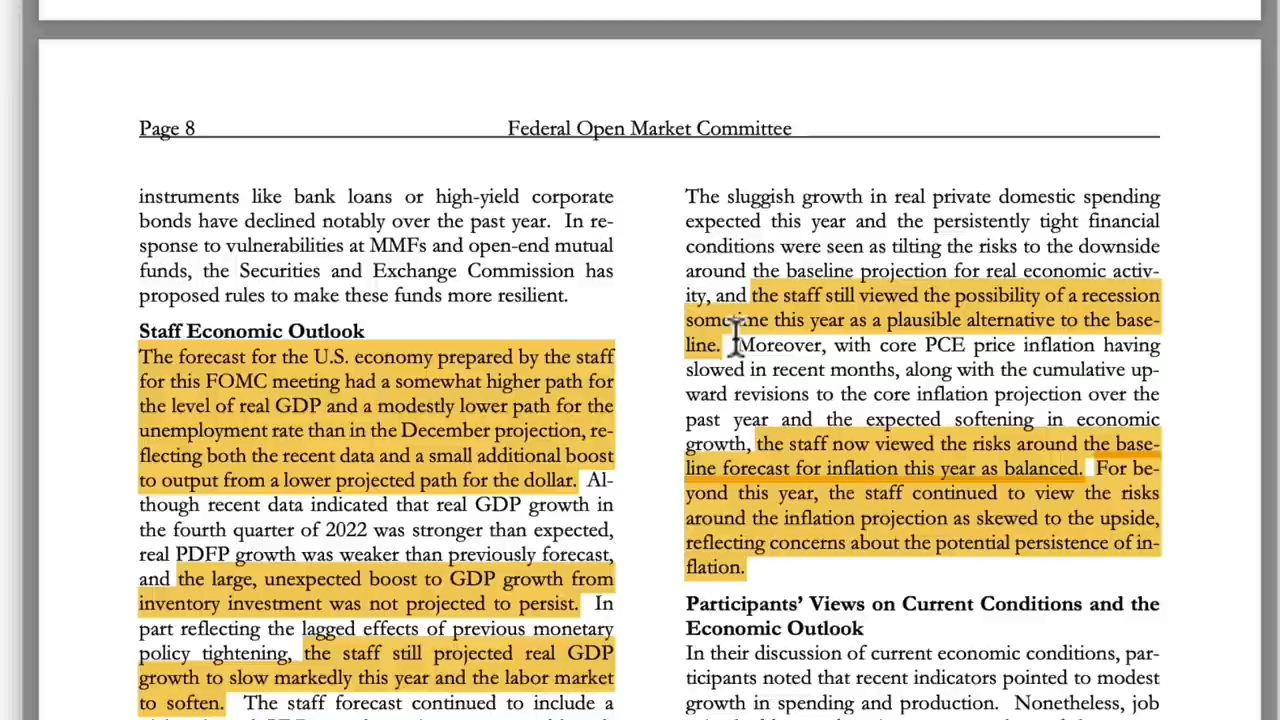 Page 8
Federal Open Market Committee
instruments like bank loans or high-yield corporate
bonds have declined notably over the past year. In re-
sponse to vulnerabilities at MMFs and open-end mutual
funds, the Securities and Exchange Commission has
proposed rules to make these funds more resilient.
Staff Economic Outlook
The forecast for the U.S. economy prepared by the staff
for this FOMC meeting had a somewhat higher path for
the level of real GDP and a modestly lower path for the
unemployment rate than in the December projection, re-
flecting both the recent data and a small additional boost
to output from a lower projected path for the dollar. Al-
though recent data indicated that real GDP growth in
the fourth quarter of 2022 was stronger than expected,
real PDFP growth was weaker than previously forecast,
and the large, unexpected boost to GDP growth from
inventory investment was not projected to persist. In
part reflecting the lagged effects of previous monetary
policy tightening, the staff still projected real GDP
growth to slow markedly this year and the labor market
to soften. The staff forecast continued to include a
The sluggish growth in real private domestic spending
expected this year and the persistently tight financial
conditions were seen as tilting the risks to the downside
around the baseline projection for real economic activ-
ity, and the staff still viewed the possibility of a recession
sometime this year as a plausible alternative to the base-
line. Moreover, with core PCE price inflation having
slowed in recent months, along with the cumulative up-
ward revisions to the core inflation projection over the
past year and the expected softening in economic
growth, the staff now viewed the risks around the base-
line forecast for inflation this year as balanced. For be-
yond this year, the staff continued to view the risks
around the inflation projection as skewed to the upside,
reflecting concerns about the potential persistence of in-
flation.
Participants' Views on Current Conditions and the
Economic Outlook
In their discussion of current economic conditions, par-
ticipants noted that recent indicators pointed to modest
growth in spending and production. Nonetheless, job